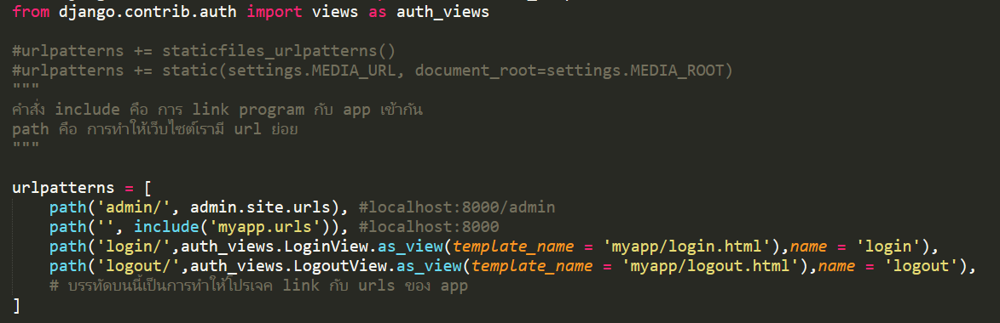 from django.contrib.auth import views as auth_views
#urlpatterns += staticfiles_urlpatterns()
#urlpatterns += static(settings.MEDIA_URL, document_root=settings.MEDIA_ROOT)
"""
คำสั่ง include คือ การ link program กับ app เข้ากัน
path คือ การทำให้เว็บไซต์เรามี url ย่อย
"""
urlpatterns = [
    path('admin/', admin.site.urls), #localhost:8000/admin
    path('', include('myapp.urls')), #localhost:8000
    path('login/',auth_views.LoginView.as_view(template_name = 'myapp/login.html'),name = 'login'),
    path('logout/',auth_views.LogoutView.as_view(template_name = 'myapp/logout.html'),name = 'logout'),
    # บรรทัดบนนี้เป็นการทำให้โปรเจค link กับ urls ของ app
]